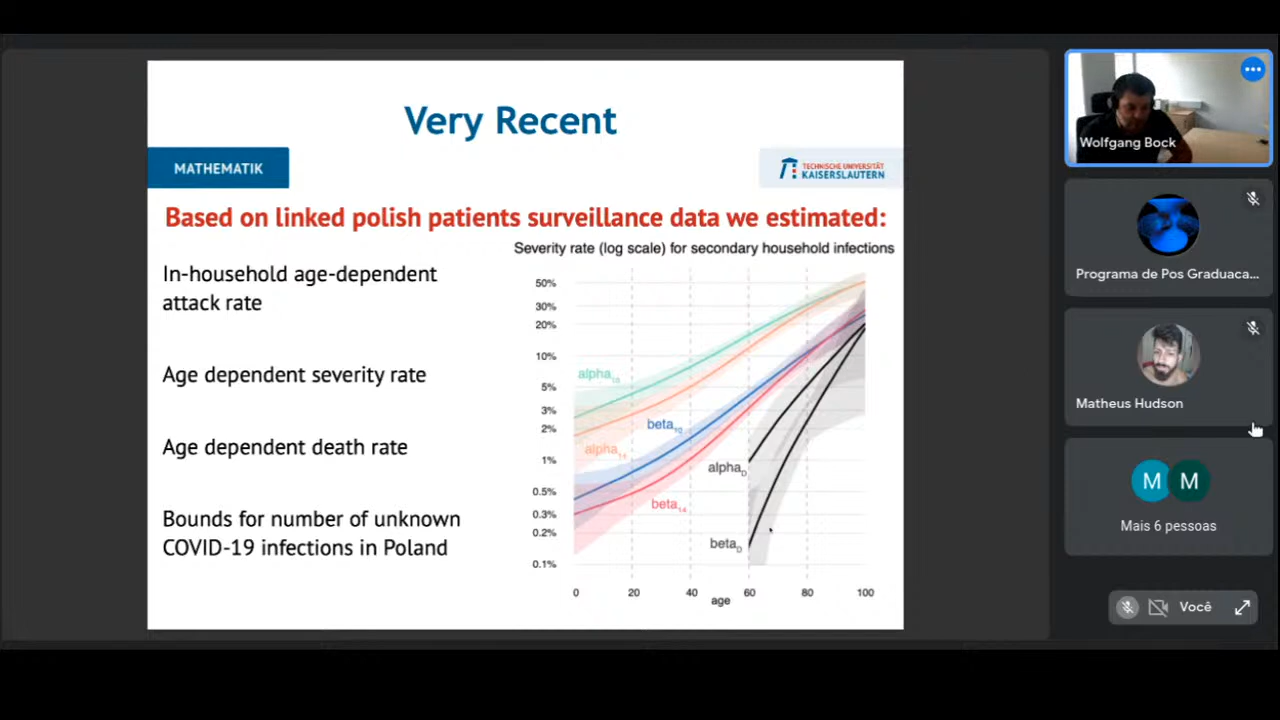 Very Recent
MATHEMATIK
TECHNISCHE UNIVERSITÄT
KAISERSLAUTERN
Based on linked polish patients surveillance data we estimated:
In-household age-dependent
attack rate
Age dependent severity rate
Age dependent death rate
Bounds for number of unknown
COVID-19 infections in Poland
Severity rate (log scale) for secondary household infections
50%
30%
20%
10%
5%
3%
2%
1%
0.5%
0.3%
0.2%
0.1%
alpha
beta
alpha
alpha D
beta 14
beta D
0 20 40 60 80 100
age
Wolfgang Bock
Programa de Pos Graduaca...
Matheus Hudson
M M
Mais 6 pessoas
Você